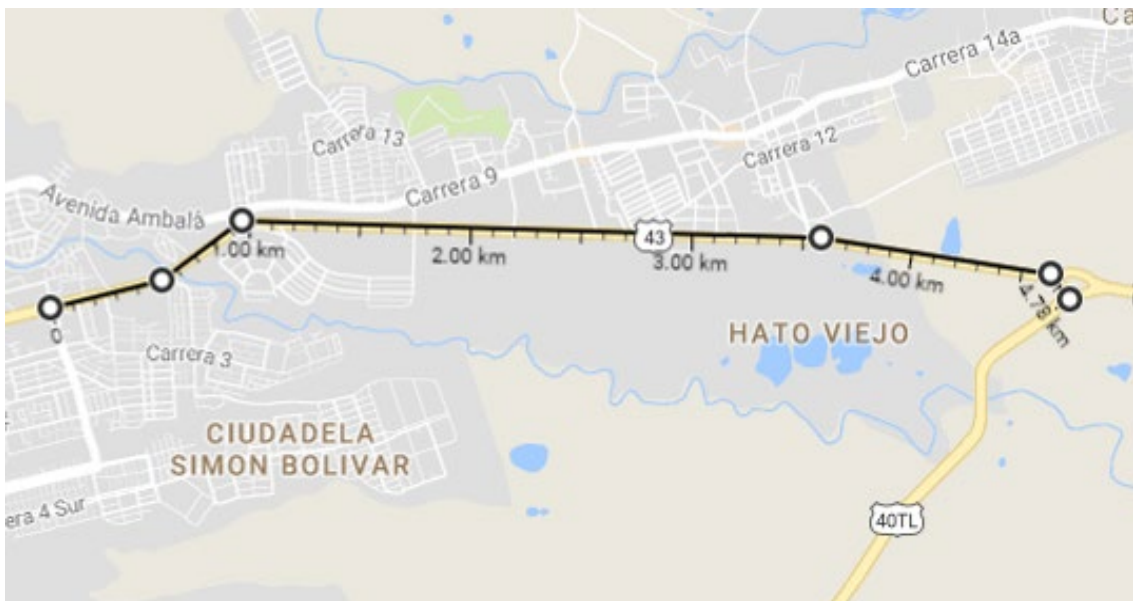 Ca
Carrera 14a
Carrera 13
Carrera 12
Carrera 9
Avenida Ambalá
43
1.00 km
2.00 km
3.00 km
4.00 km
4.78 km
0
HATO VIEJO
Carrera 3
CIUDADELA
SIMON BOLIVAR
era 4 Sur
40TL